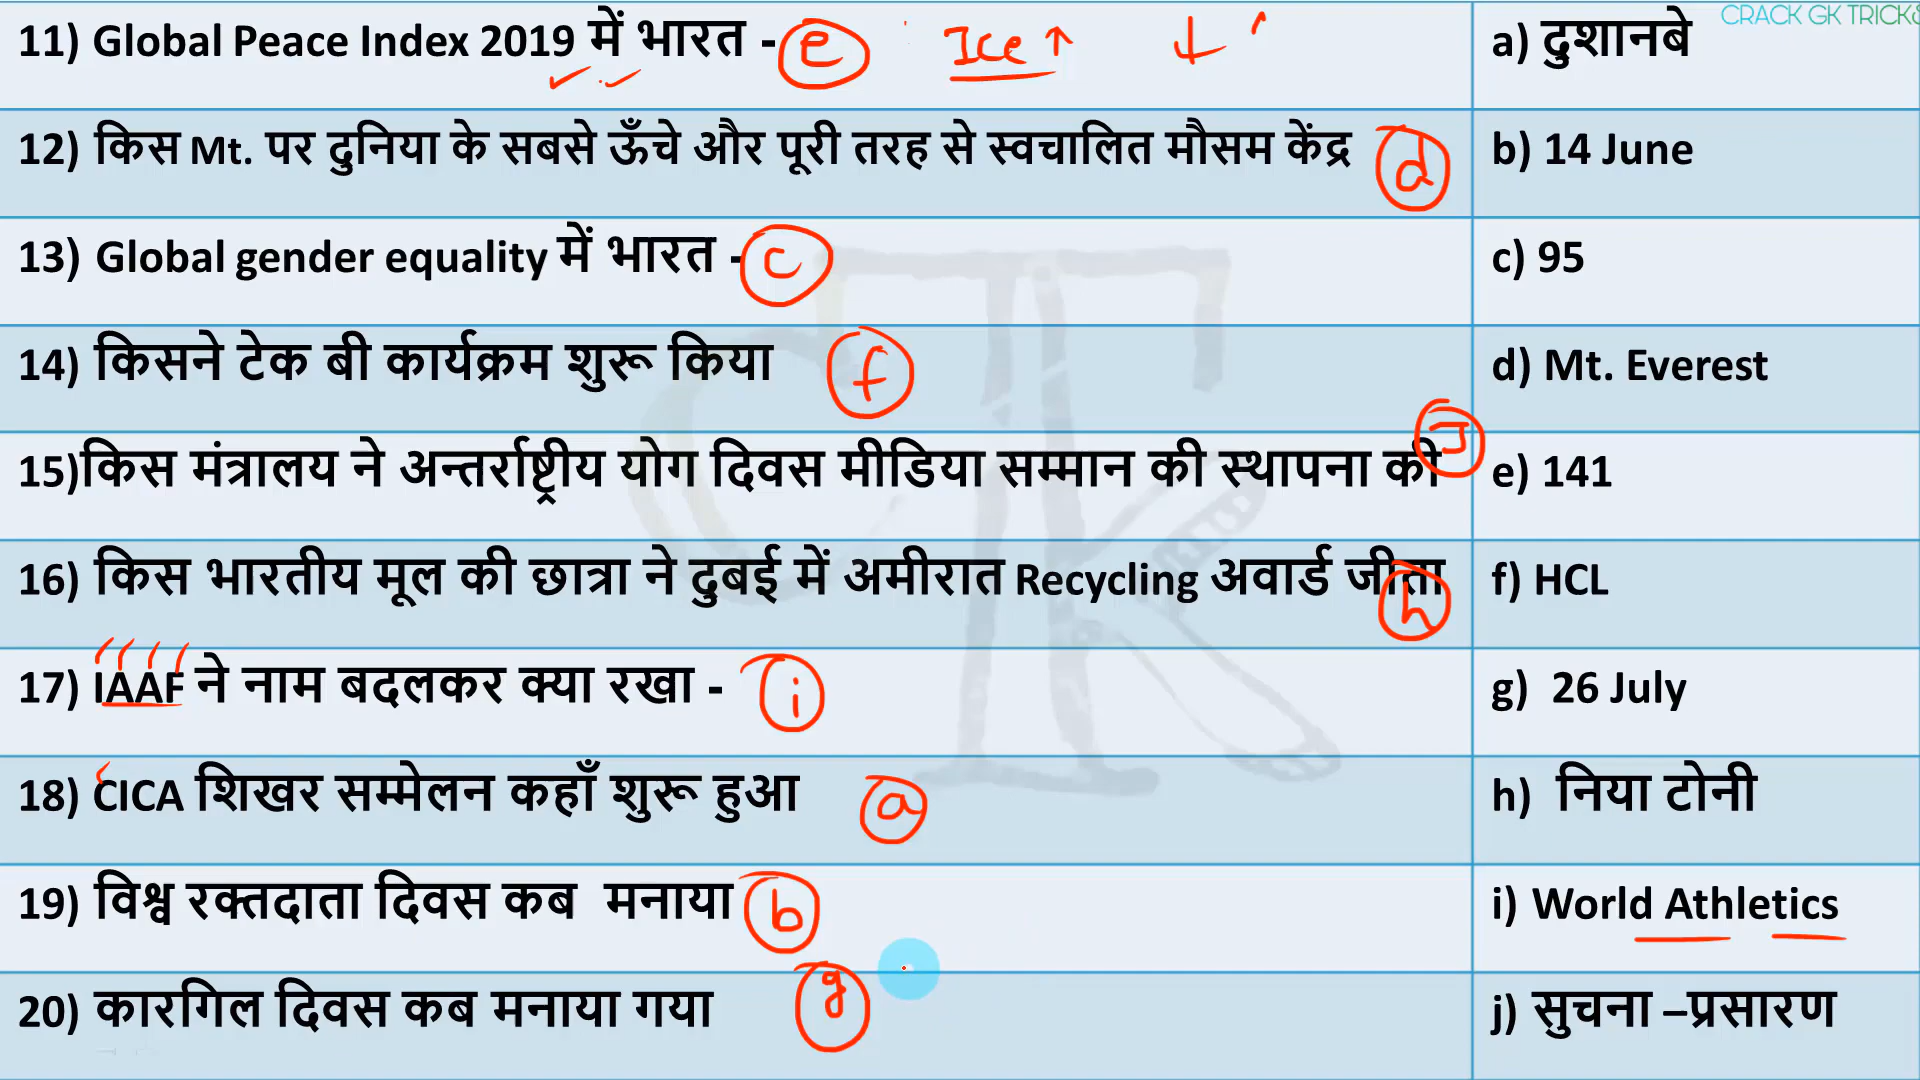 CRACK GK TRICKS
11) Global Peace Index 2019 में भारत - e Ice ↑ ↓
a) दुशानबे
12) किस Mt. पर दुनिया के सबसे ऊँचे और पूरी तरह से स्वचालित मौसम केंद्र d
b) 14 June
13) Global gender equality में भारत - c
c) 95
14) किसने टेक बी कार्यक्रम शुरू किया f
d) Mt. Everest
15)किस मंत्रालय ने अन्तर्राष्ट्रीय योग दिवस मीडिया सम्मान की स्थापना की J
e) 141
16) किस भारतीय मूल की छात्रा ने दुबई में अमीरात Recycling अवार्ड जीता h
f) HCL
17) IAAF ने नाम बदलकर क्या रखा - i
g) 26 July
18) CICA शिखर सम्मेलन कहाँ शुरू हुआ a
h) निया टोनी
19) विश्व रक्तदाता दिवस कब मनाया b
i) World Athletics
20) कारगिल दिवस कब मनाया गया g
j) सुचना –प्रसारण